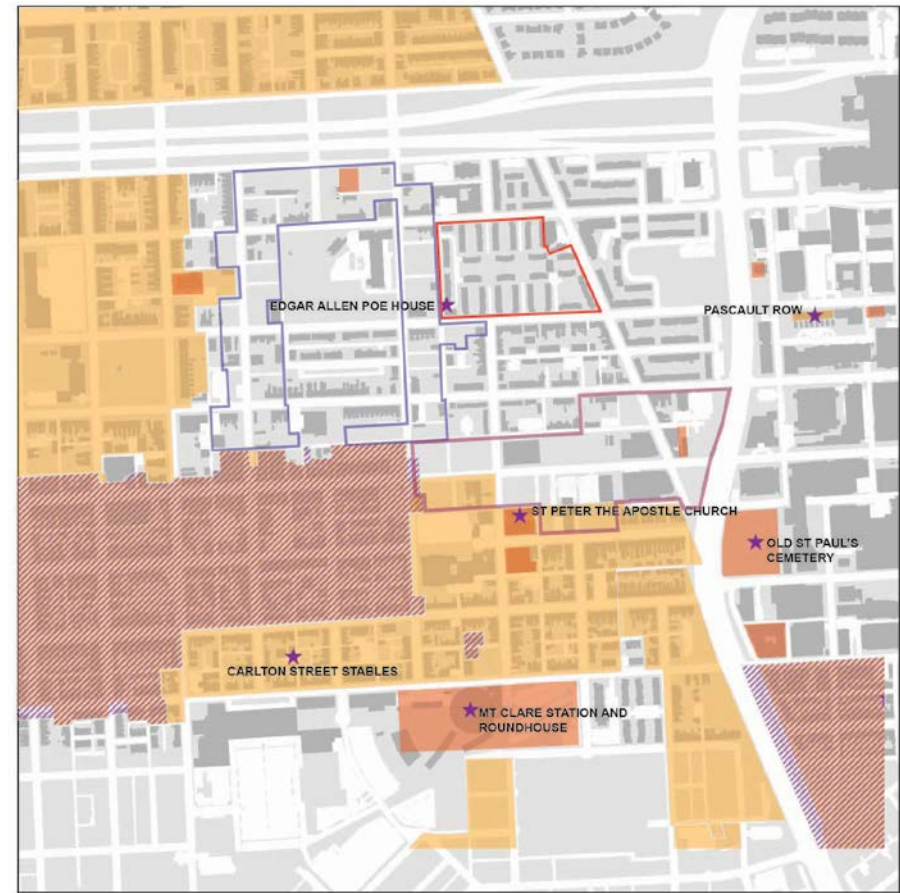 EDGAR ALLEN POE HOUSE
PASCAULT ROW
ST PETER THE APOSTLE CHURCH
OLD ST PAUL'S
CEMETERY
CARLTON STREET STABLES
MT CLARE STATION AND
ROUNDHOUSE